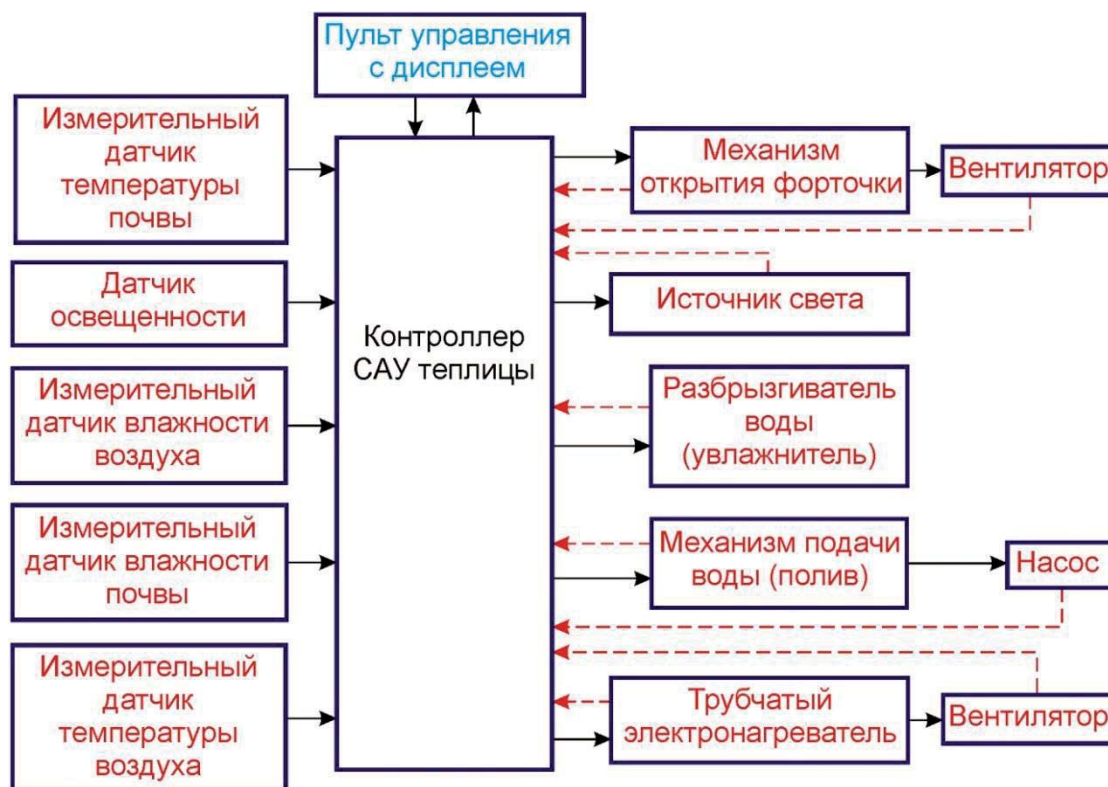 Пульт управления
с дисплеем
Измерительный
датчик
температуры
почвы
Датчик
освещенности
Измерительный
датчик влажности
воздуха
Измерительный
датчик влажности
почвы
Измерительный
датчик
температуры
воздуха
Контроллер
САУ теплицы
Механизм
открытия форточки
Вентилятор
Источник света
Разбрызгиватель
воды
(увлажнитель)
Механизм подачи
воды (полив)
Насос
Трубчатый
электронагреватель
Вентилятор